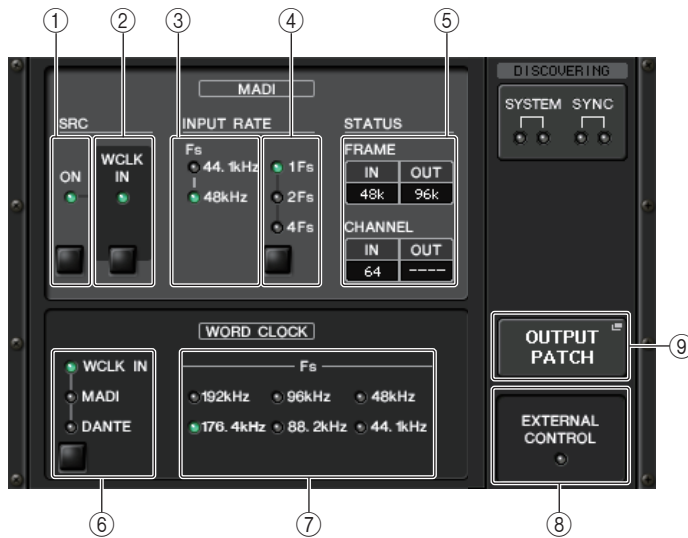 ① ② ③ ④ ⑤
MADI
SRC
ON
WCLK
IN
INPUT RATE
Fs
44.1kHz
48kHz
1Fs
2Fs
4Fs
STATUS
FRAME
IN OUT
48k 96k
CHANNEL
IN OUT
64 ----
DISCOVERING
SYSTEM SYNC
WORD CLOCK
WCLK IN
MADI
DANTE
Fs
192kHz 96kHz 48kHz
176.4kHz 88.2kHz 44.1kHz
OUTPUT
PATCH
⑨
EXTERNAL
CONTROL
⑥ ⑦ ⑧